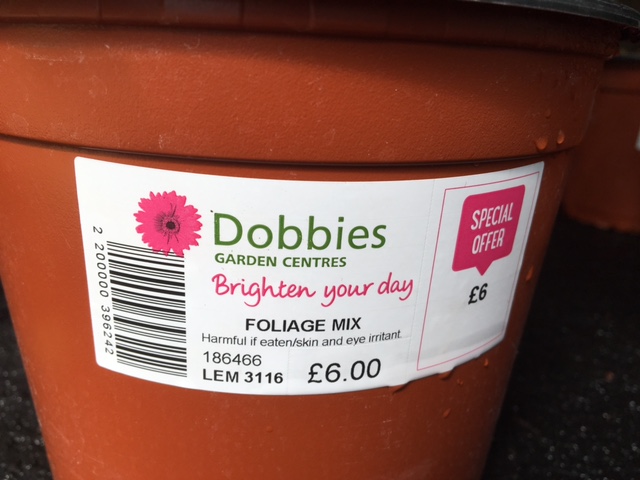 Dobbies
GARDEN CENTRES
Brighten your day
FOLIAGE MIX
Harmful if eaten/skin and eye irritant.
186466
LEM 3116 £6.00
2 200000 396242
SPECIAL
OFFER
£6